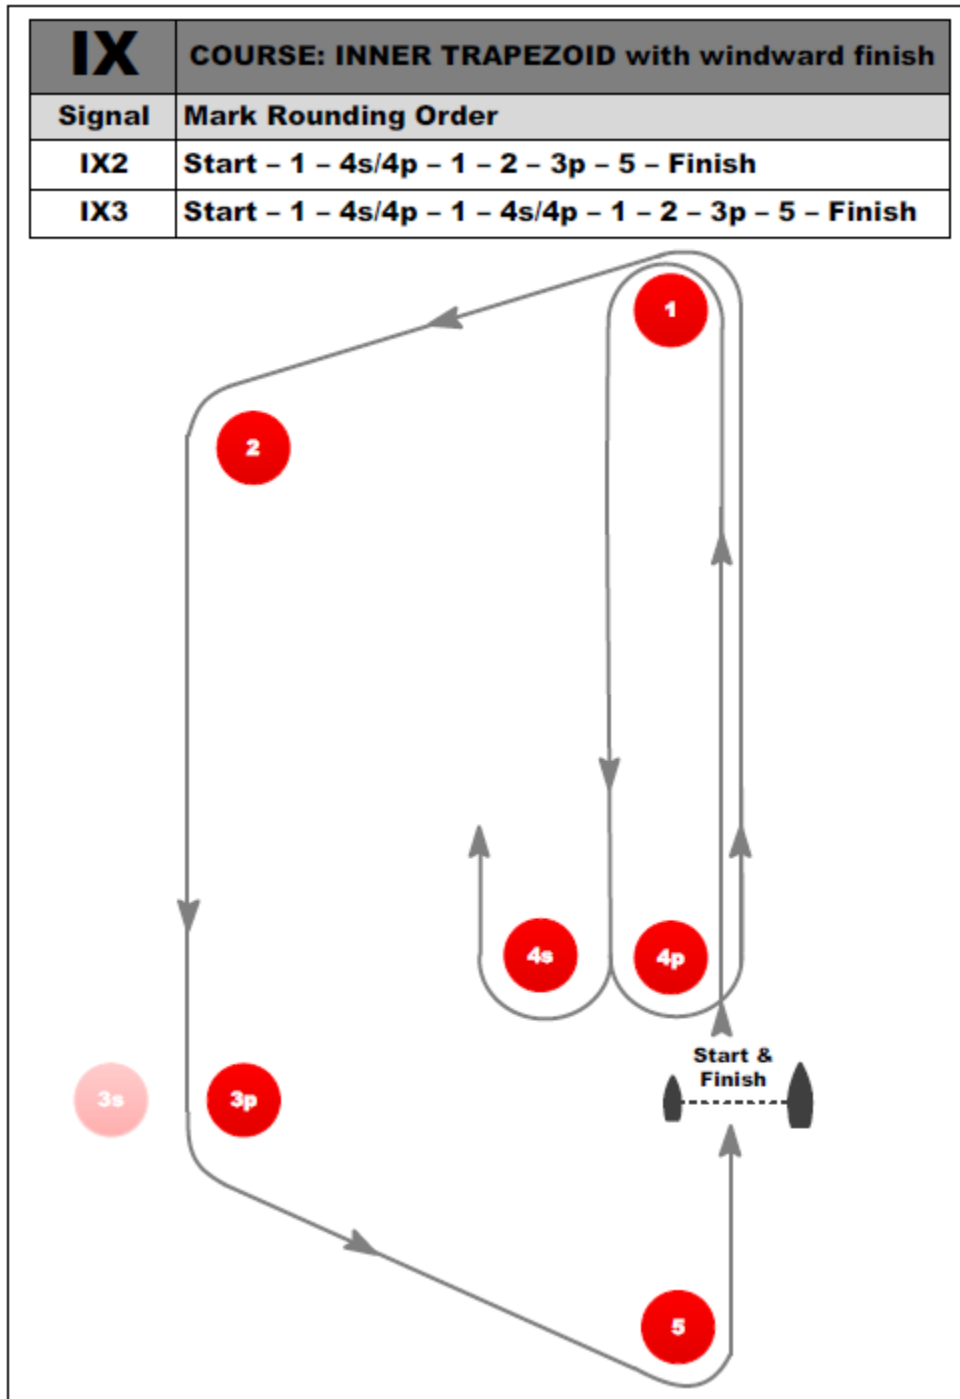 IX COURSE: INNER TRAPEZOID with windward finish
Signal Mark Rounding Order
IX2 Start – 1 – 4s/4p – 1 – 2 – 3p – 5 – Finish
IX3 Start – 1 – 4s/4p – 1 – 4s/4p – 1 – 2 – 3p – 5 – Finish
1
2
4s 4p
Start &
Finish
3s 3p
5